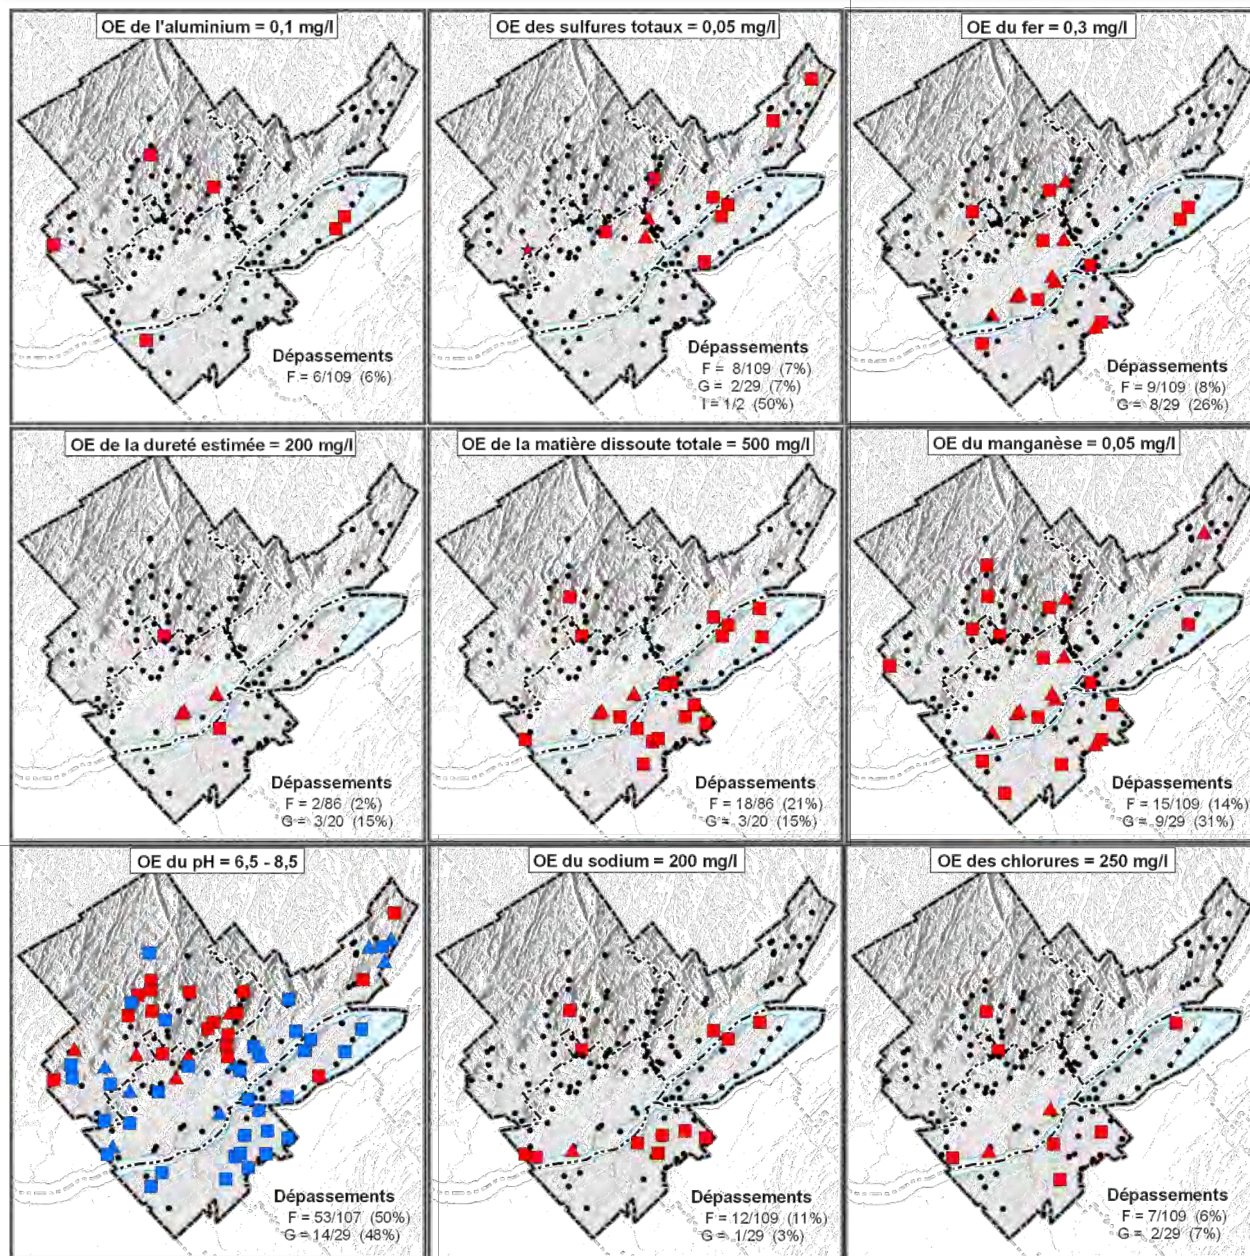 OE de l'aluminium = 0,1 mg/l
Dépassements
F = 6/109 (6%)
OE des sulfures totaux = 0,05 mg/l
Dépassements
F = 8/109 (7%)
G = 2/29 (7%)
I = 1/2 (50%)
OE du fer = 0,3 mg/l
Dépassements
F = 9/109 (8%)
G = 8/29 (26%)
OE de la dureté estimée = 200 mg/l
Dépassements
F = 2/86 (2%)
G = 3/20 (15%)
OE de la matière dissoute totale = 500 mg/l
Dépassements
F = 18/86 (21%)
G = 3/20 (15%)
OE du manganèse = 0,05 mg/l
Dépassements
F = 15/109 (14%)
G = 9/29 (31%)
OE du pH = 6,5 - 8,5
Dépassements
F = 53/107 (50%)
G = 14/29 (48%)
OE du sodium = 200 mg/l
Dépassements
F = 12/109 (11%)
G = 1/29 (3%)
OE des chlorures = 250 mg/l
Dépassements
F = 7/109 (6%)
G = 2/29 (7%)